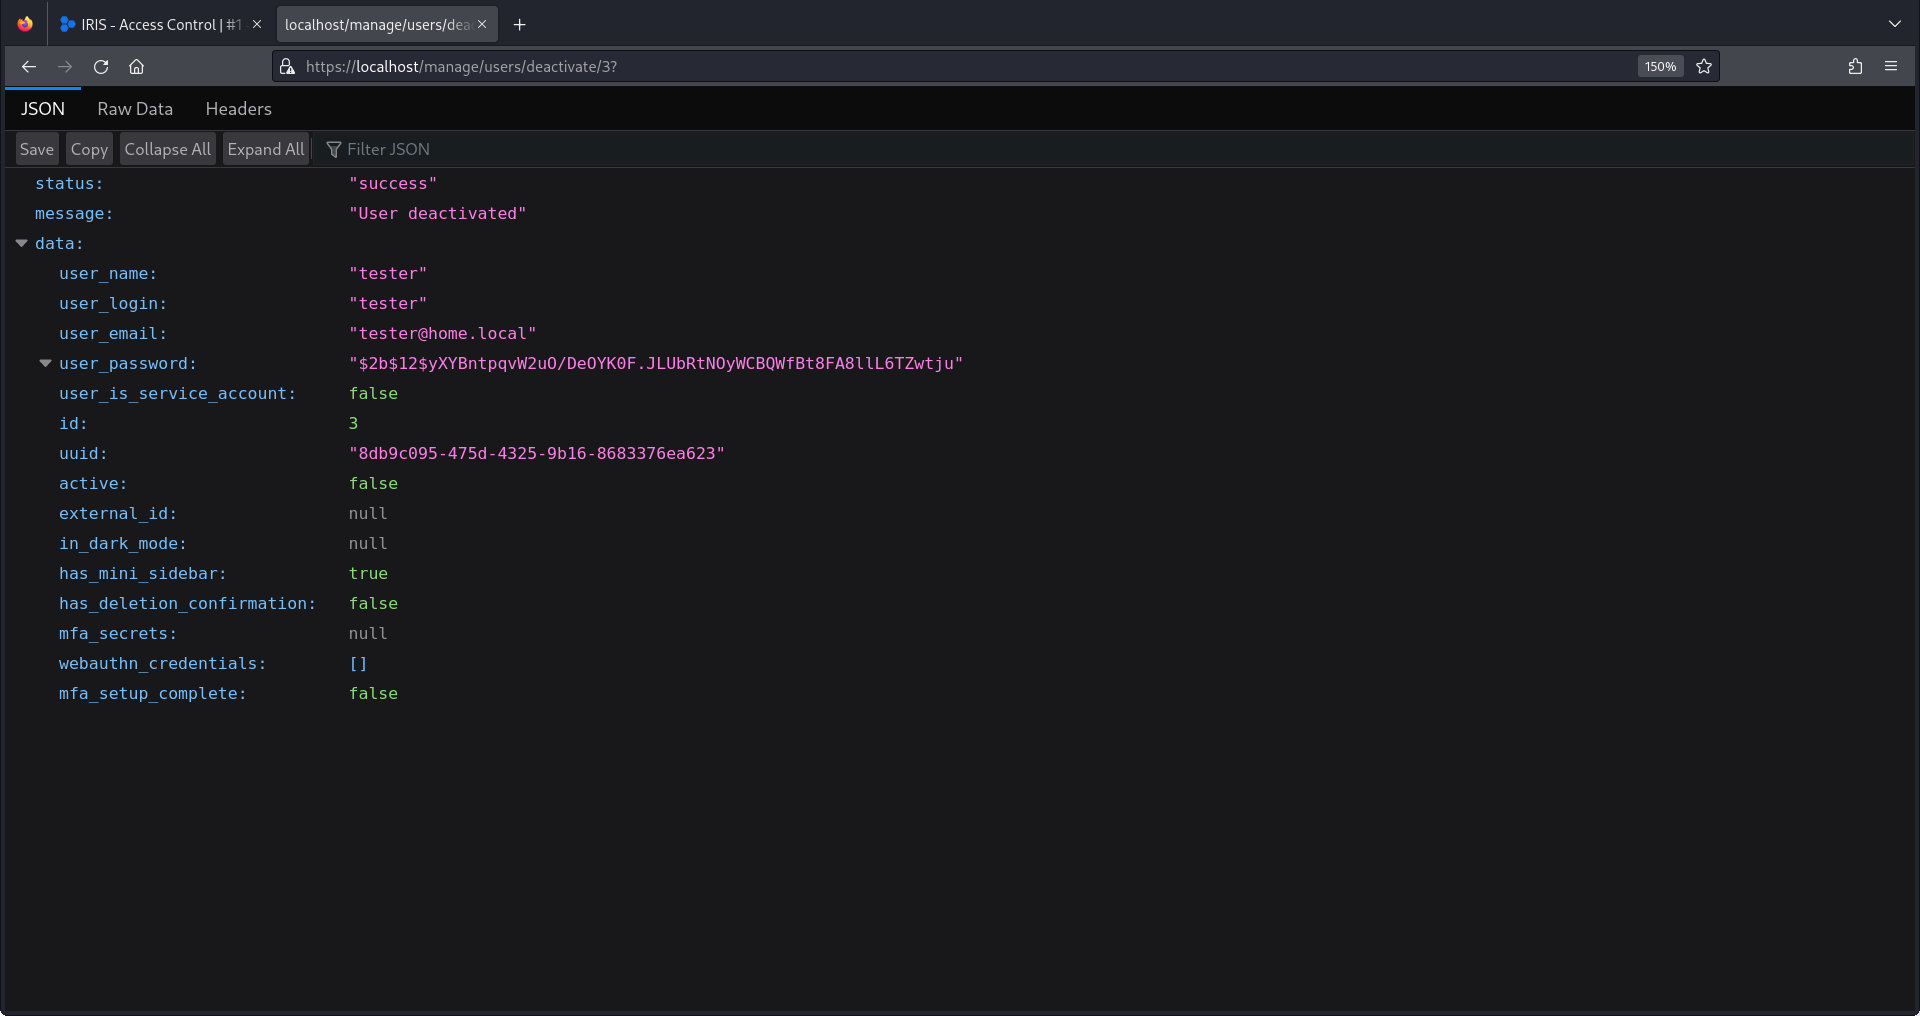 IRIS - Access Control | #1 -
localhost/manage/users/dea
https://localhost/manage/users/deactivate/3?
150%
JSON Raw Data Headers
Save Copy Collapse All Expand All Filter JSON
status: "success"
message: "User deactivated"
data:
user_name: "tester"
user_login: "tester"
user_email: "tester@home.local"
user_password: "$2b$12$yXYBntpqvW2uO/DeOYK0F.JLUbRtNOyWCBQWfBt8FA8llL6TZwtju"
user_is_service_account: false
id: 3
uuid: "8db9c095-475d-4325-9b16-8683376ea623"
active: false
external_id: null
in_dark_mode: null
has_mini_sidebar: true
has_deletion_confirmation: false
mfa_secrets: null
webauthn_credentials: []
mfa_setup_complete: false